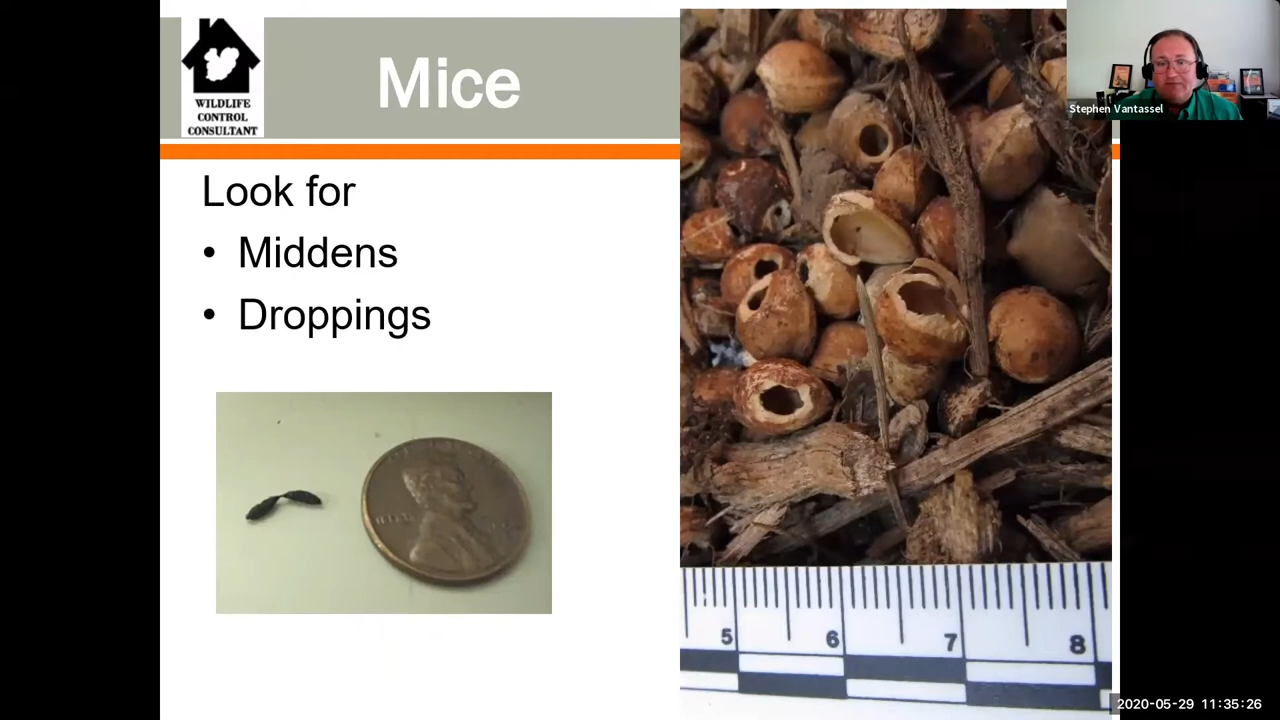 WILDLIFE
CONTROL
CONSULTANT
Mice
Stephen Vantassel
Look for
• Middens
• Droppings
5 6 7 8
2020-05-29 11:35:26